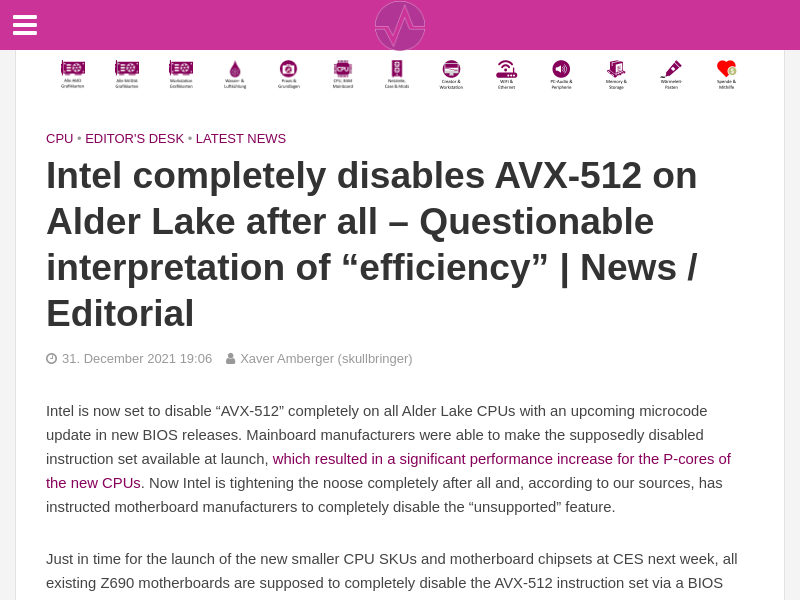 Alle AMD Grafikkarten
Alle NVIDIA Grafikkarten
Workstation Grafikkarten
Wasser- & Luftkühlung
Praxis & Grundlagen
CPU, RAM Mainboard
Netzteile, Case & Mods
Creator & Workstation
WiFi & Ethernet
PC-Audio & Peripherie
Memory & Storage
Wärmeleit-Pasten
Spende & Mithilfe
CPU • EDITOR'S DESK • LATEST NEWS
Intel completely disables AVX-512 on
Alder Lake after all – Questionable
interpretation of “efficiency” | News /
Editorial
31. December 2021 19:06 Xaver Amberger (skullbringer)
Intel is now set to disable “AVX-512” completely on all Alder Lake CPUs with an upcoming microcode
update in new BIOS releases. Mainboard manufacturers were able to make the supposedly disabled
instruction set available at launch, which resulted in a significant performance increase for the P-cores of
the new CPUs. Now Intel is tightening the noose completely after all and, according to our sources, has
instructed motherboard manufacturers to completely disable the “unsupported” feature.
Just in time for the launch of the new smaller CPU SKUs and motherboard chipsets at CES next week, all
existing Z690 motherboards are supposed to completely disable the AVX-512 instruction set via a BIOS